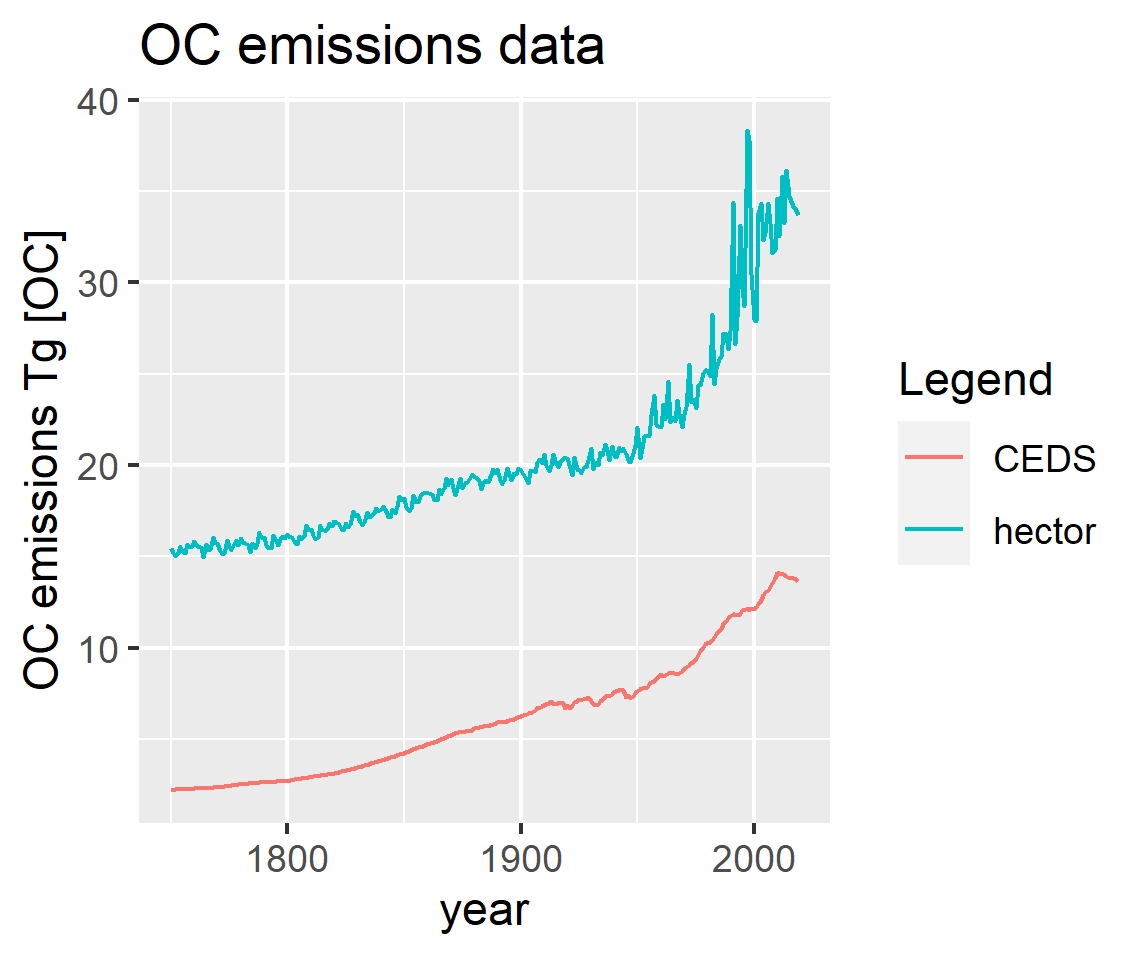 OC emissions data
OC emissions Tg [OC]
40
30
20
10
1800 1900 2000
year
Legend
CEDS
hector